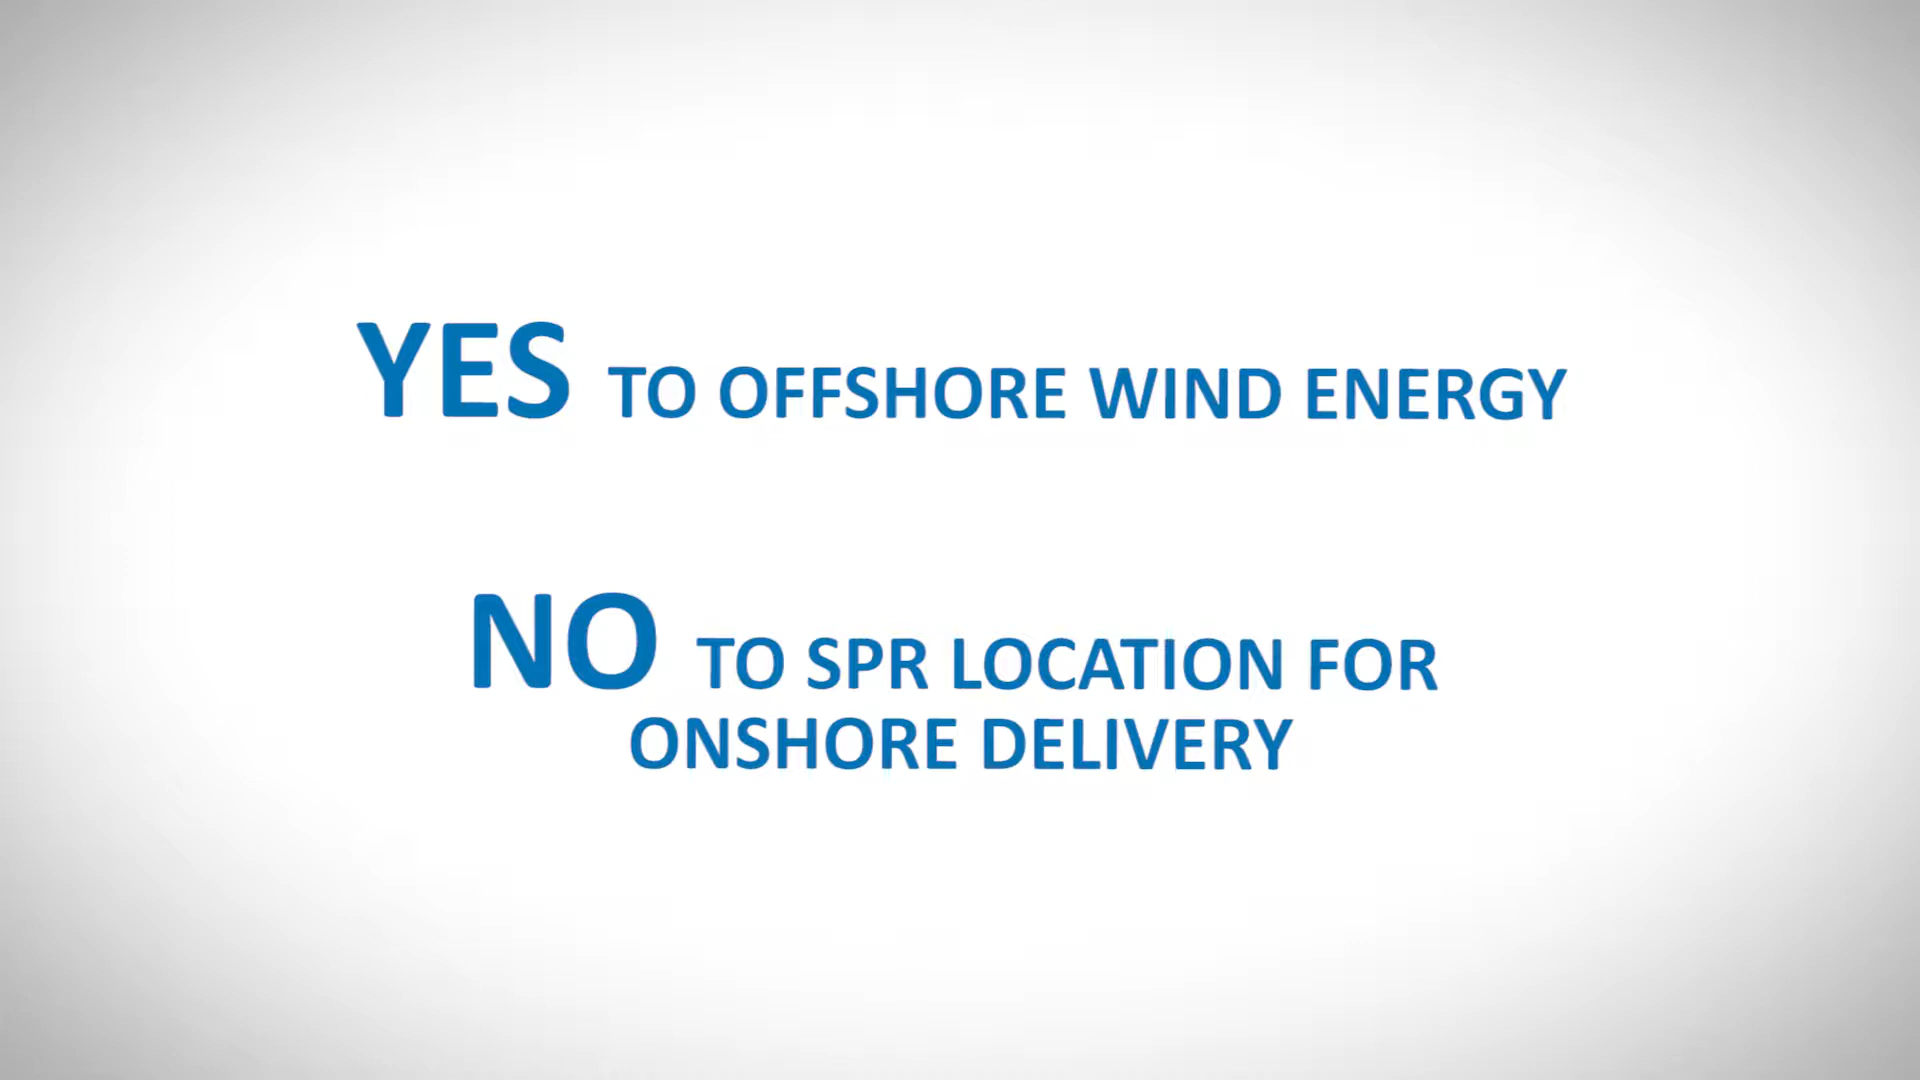 YES TO OFFSHORE WIND ENERGY
NO TO SPR LOCATION FOR
ONSHORE DELIVERY